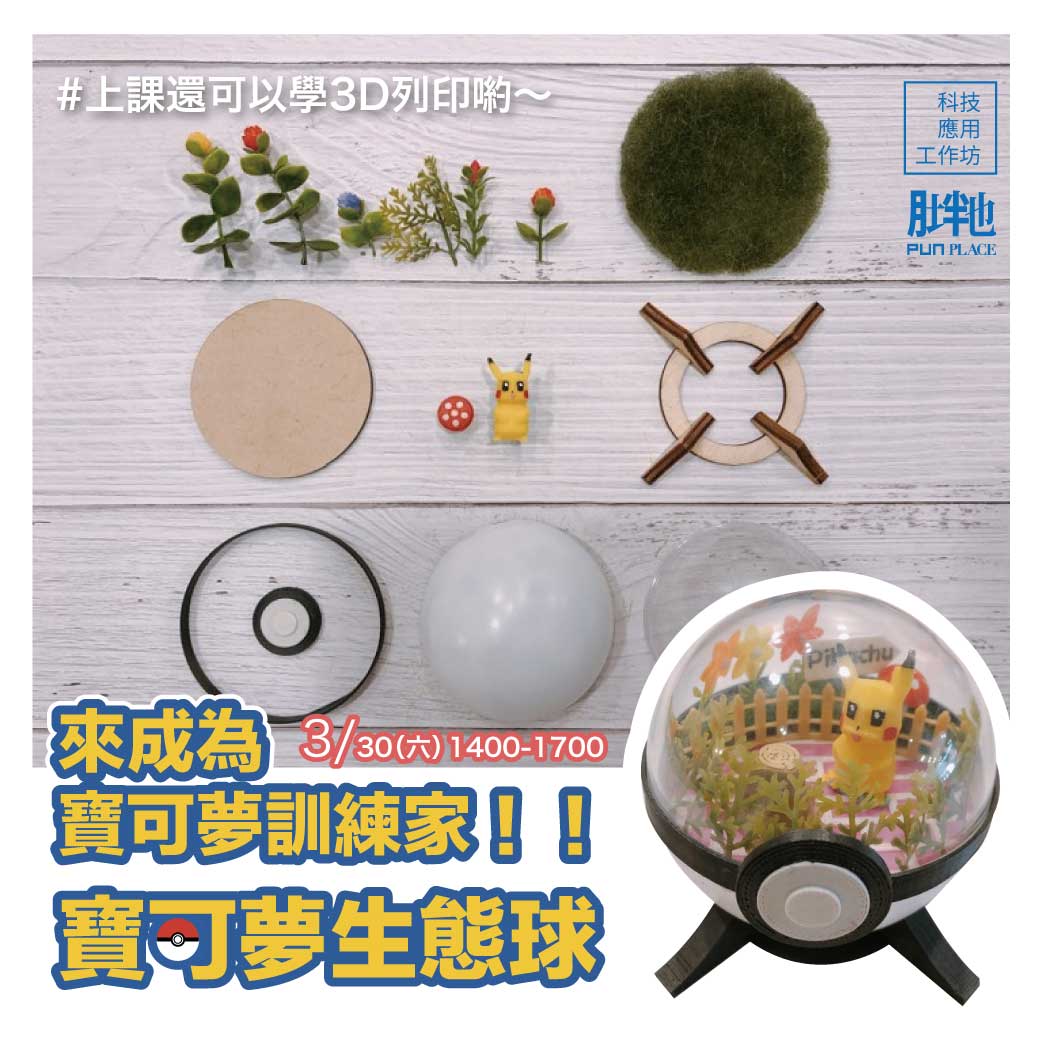 #上課還可以學3D列印喲～
科技
應用
工作坊
肚皮
PUN PLACE
Pikachu
來成為
3/30(六)1400-1700
寶可夢訓練家！！
寶可夢生態球